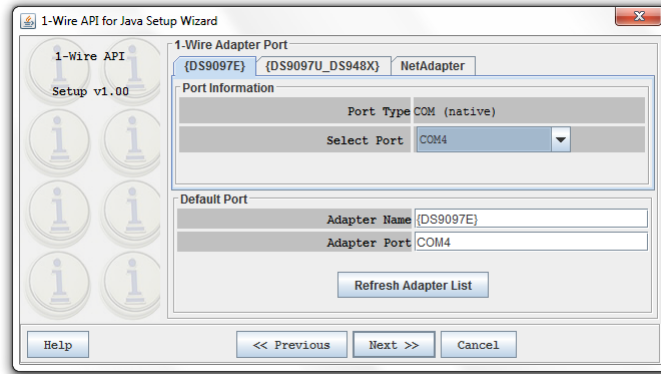 1-Wire API for Java Setup Wizard
1-Wire API
Setup v1.00
1-Wire Adapter Port
{DS9097E} {DS9097U_DS948X} NetAdapter
Port Information
Port Type COM (native)
Select Port COM4
Default Port
Adapter Name {DS9097E}
Adapter Port COM4
Refresh Adapter List
Help << Previous Next >> Cancel